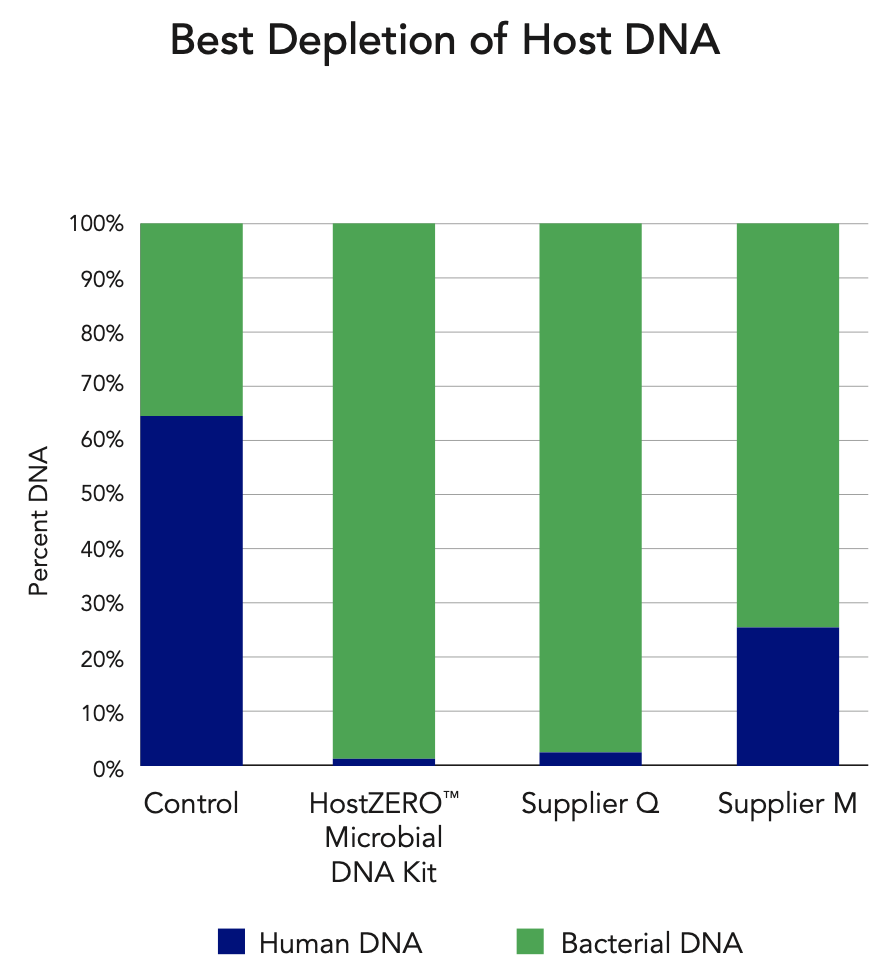 Best Depletion of Host DNA
100%
90%
80%
70%
60%
50%
40%
30%
20%
10%
0%
Percent DNA
Control
HostZERO™
Microbial
DNA Kit
Supplier Q
Supplier M
Human DNA
Bacterial DNA